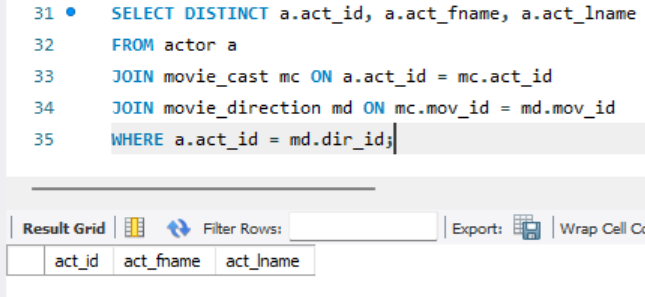 31 SELECT DISTINCT a.act_id, a.act_fname, a.act_lname
32 FROM actor a
33 JOIN movie_cast mc ON a.act_id = mc.act_id
34 JOIN movie_direction md ON mc.mov_id = md.mov_id
35 WHERE a.act_id = md.dir_id;
Result Grid Filter Rows: Export: Wrap Cell Co
act_id act_fname act_lname